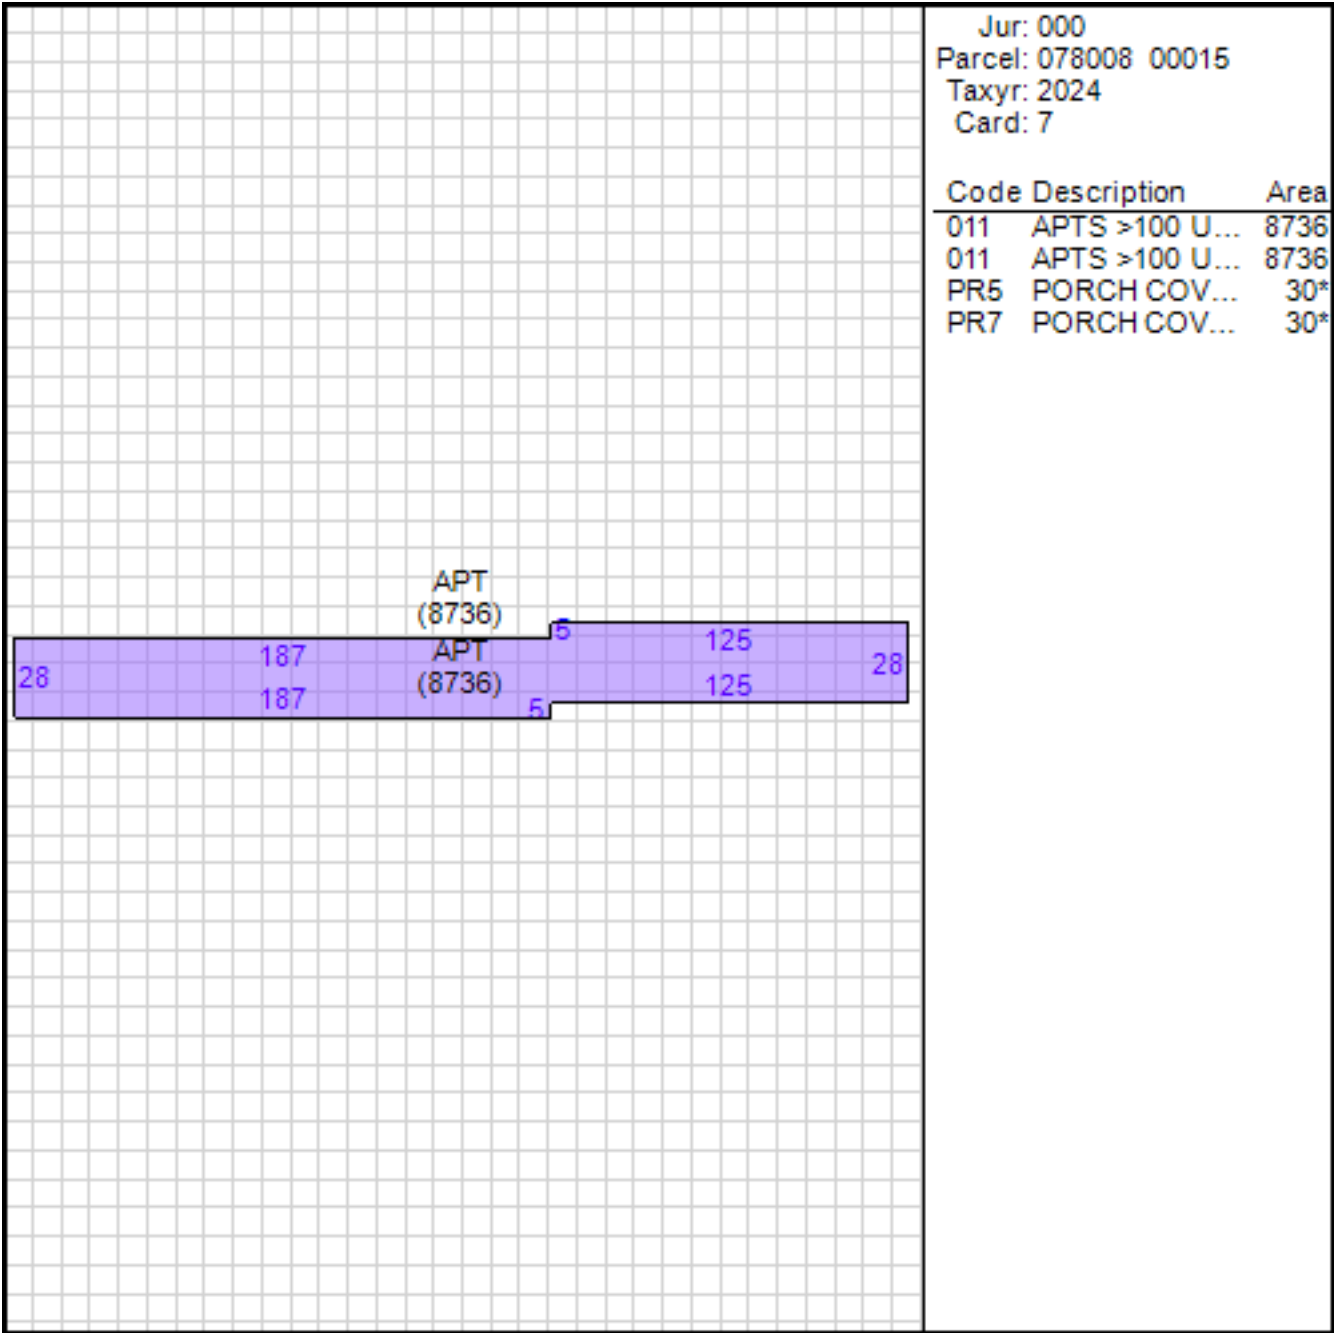 Jur: 000
Parcel: 078008 00015
Taxyr: 2024
Card: 7
Code Description Area
011 APTS >100 U... 8736
011 APTS >100 U... 8736
PR5 PORCH COV... 30*
PR7 PORCH COV... 30*
APT
(8736)
5
125
187
APT
28
28
(8736)
125
187
5